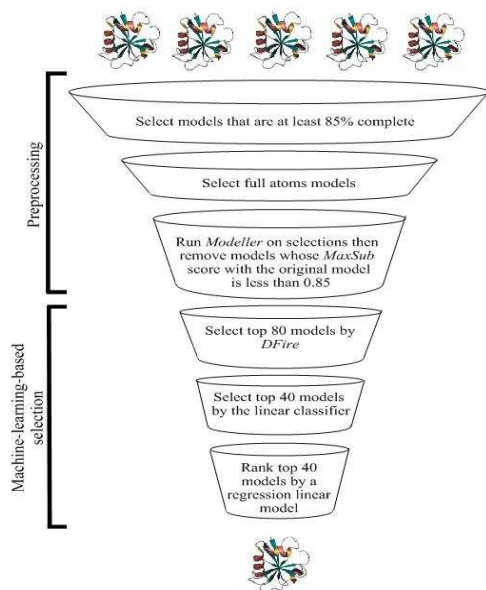 Preprocessing
Select models that are at least 85% complete
Select full atoms models
Run Modeller on selections then
remove models whose MaxSub
score with the original model
is less than 0.85
Machine-learning-based
selection
Select top 80 models by
DFire
Select top 40 models
by the linear classifier
Rank top 40
models by a
regression linear
model